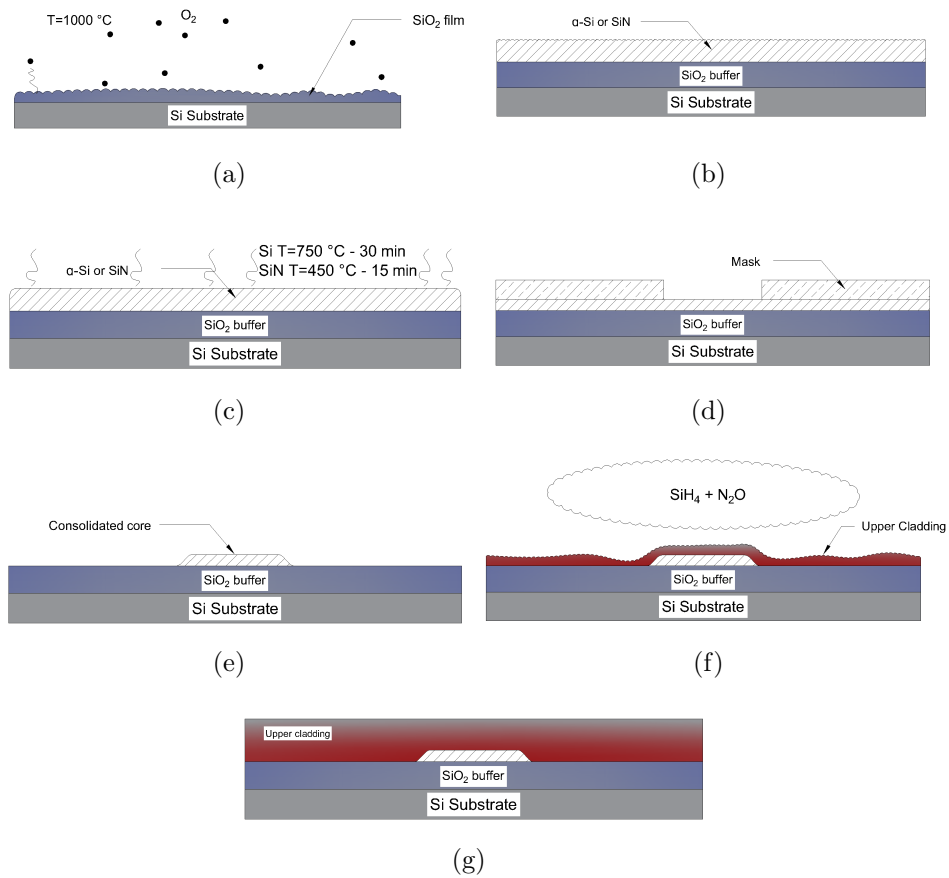 T=1000 °C
O₂
SiO₂ film
Si Substrate
(a)
ɑ-Si or SiN
SiO₂ buffer
Si Substrate
(b)
Si T=750 °C - 30 min
ɑ-Si or SiN
SiN T=450 °C - 15 min
SiO₂ buffer
Si Substrate
(c)
Mask
SiO₂ buffer
Si Substrate
(d)
Consolidated core
SiO₂ buffer
Si Substrate
(e)
SiH₄ + N₂O
Upper Cladding
SiO₂ buffer
Si Substrate
(f)
Upper cladding
SiO₂ buffer
Si Substrate
(g)